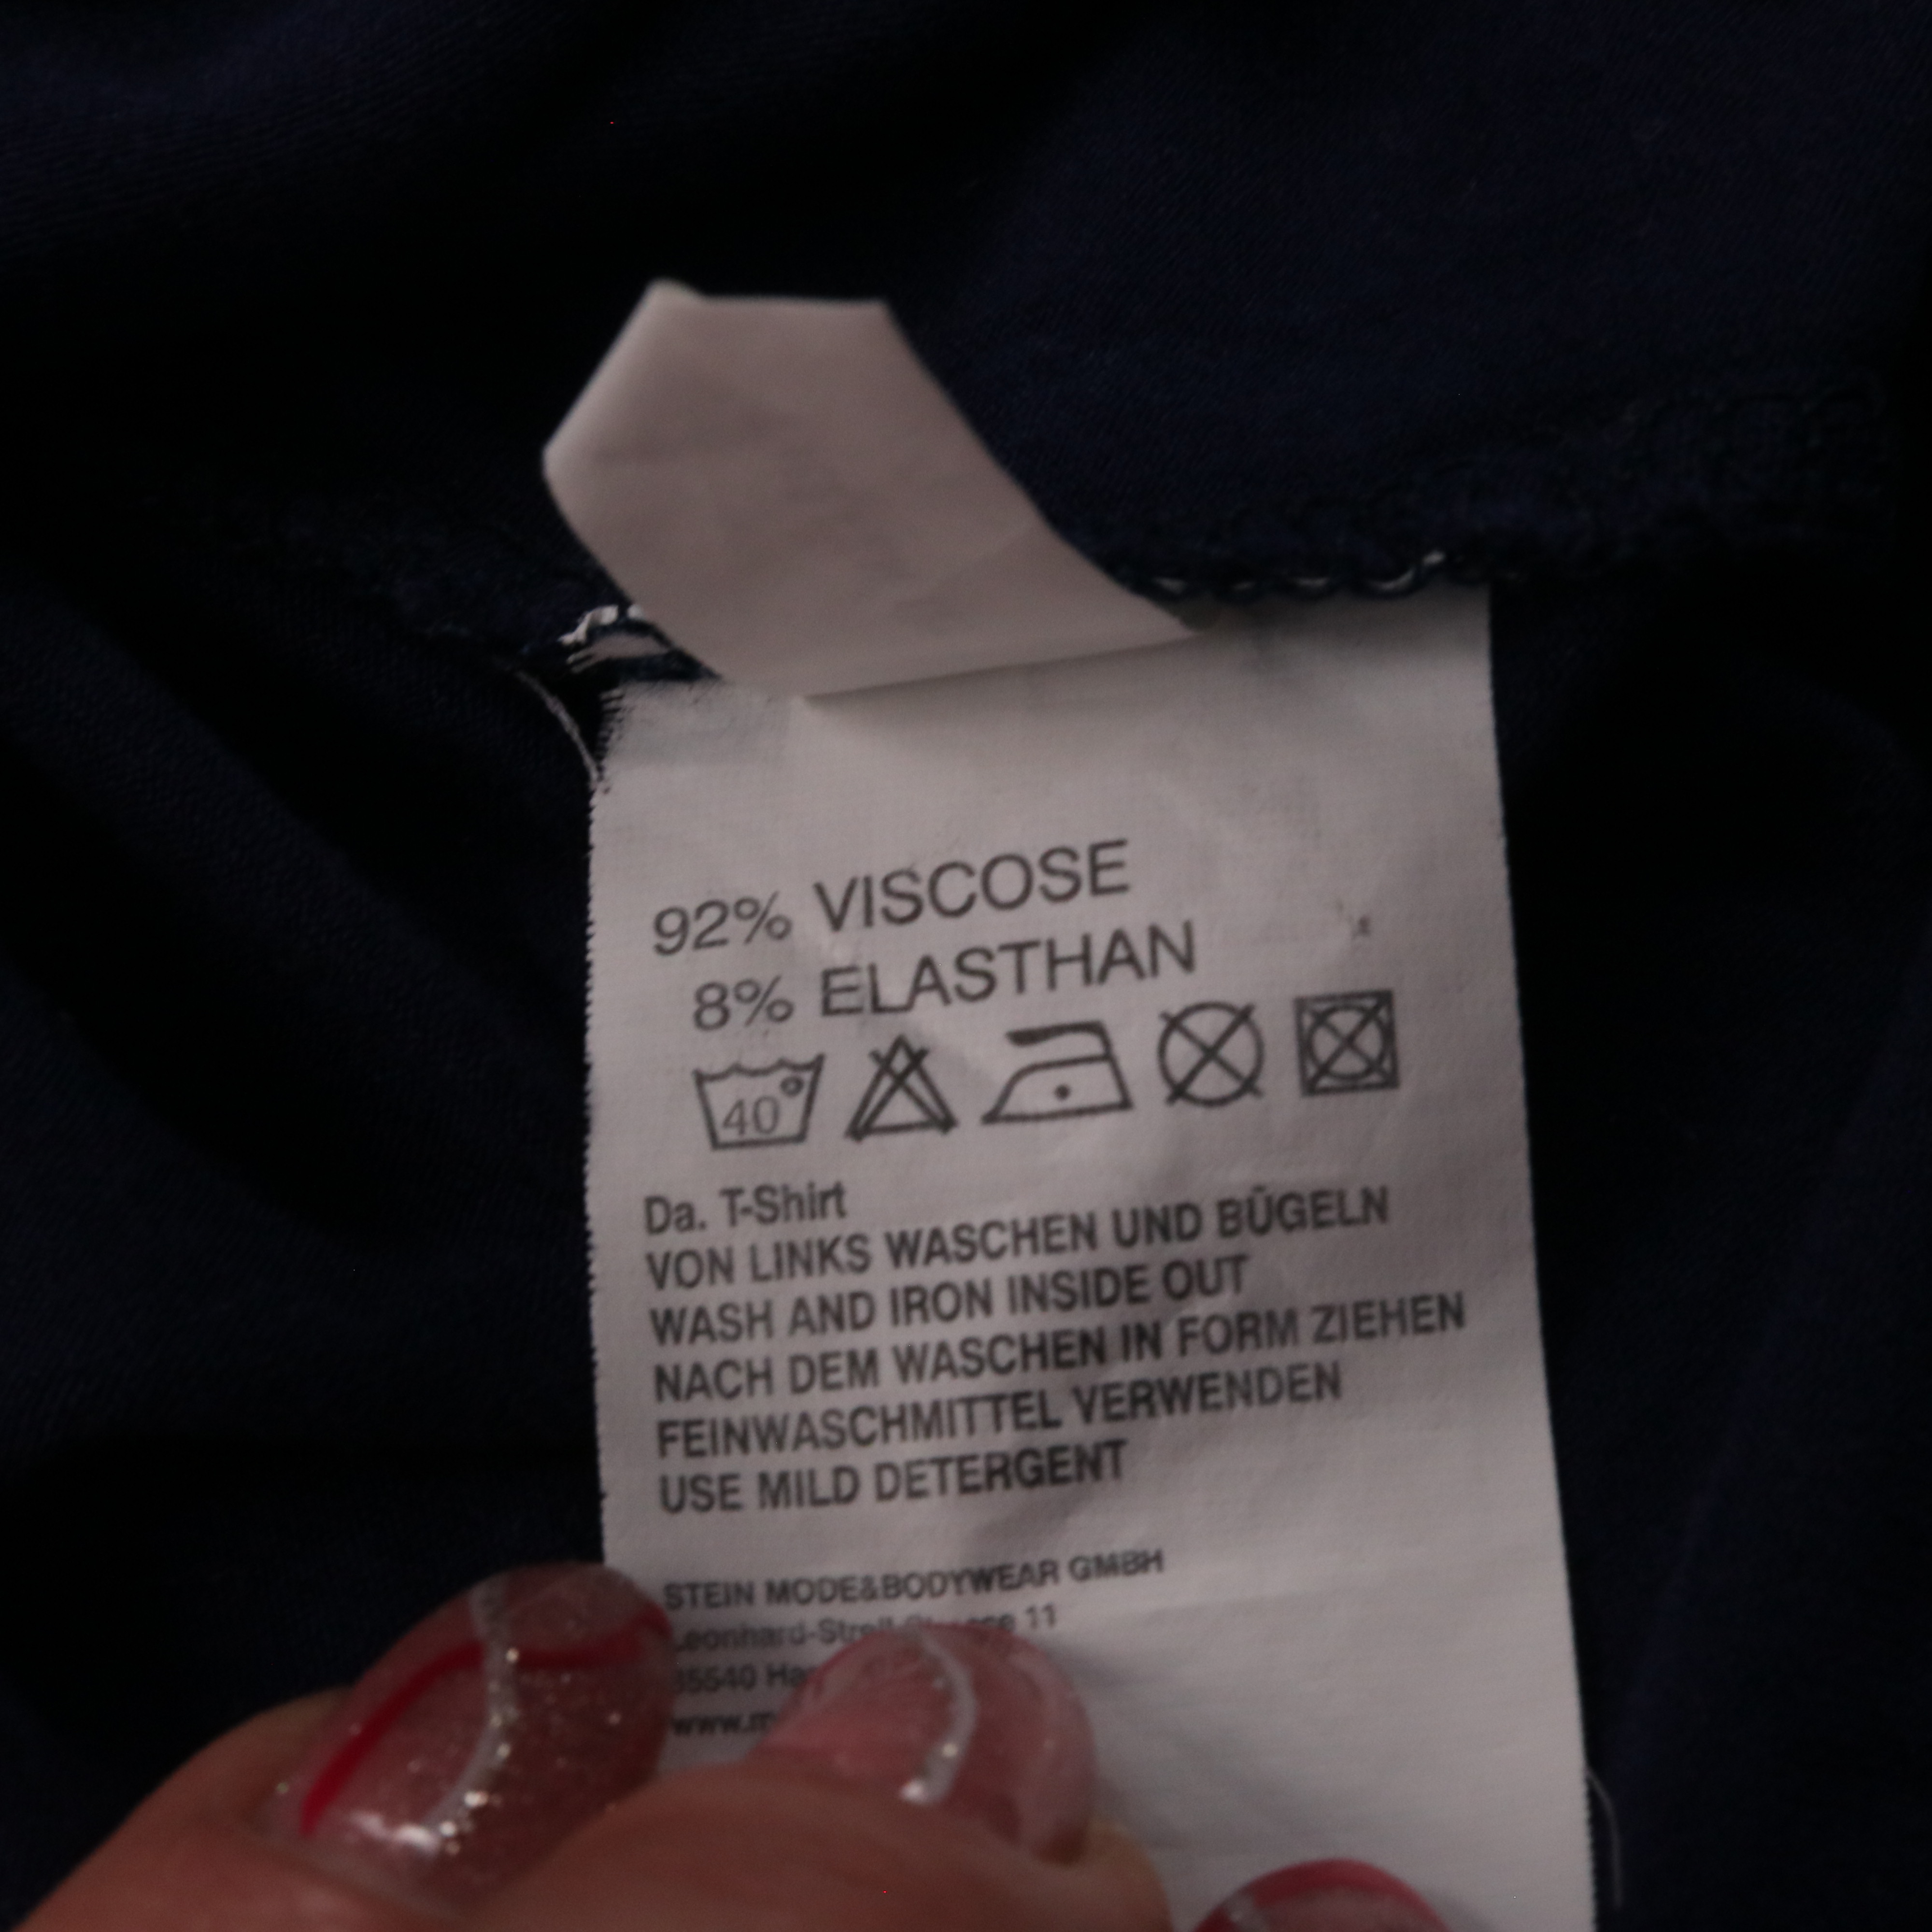 92% VISCOSE
8% ELASTHAN
40°
Da. T-Shirt
VON LINKS WASCHEN UND BÜGELN
WASH AND IRON INSIDE OUT
NACH DEM WASCHEN IN FORM ZIEHEN
FEINWASCHMITTEL VERWENDEN
USE MILD DETERGENT
STEIN MODE&BODYWEAR GMBH
11